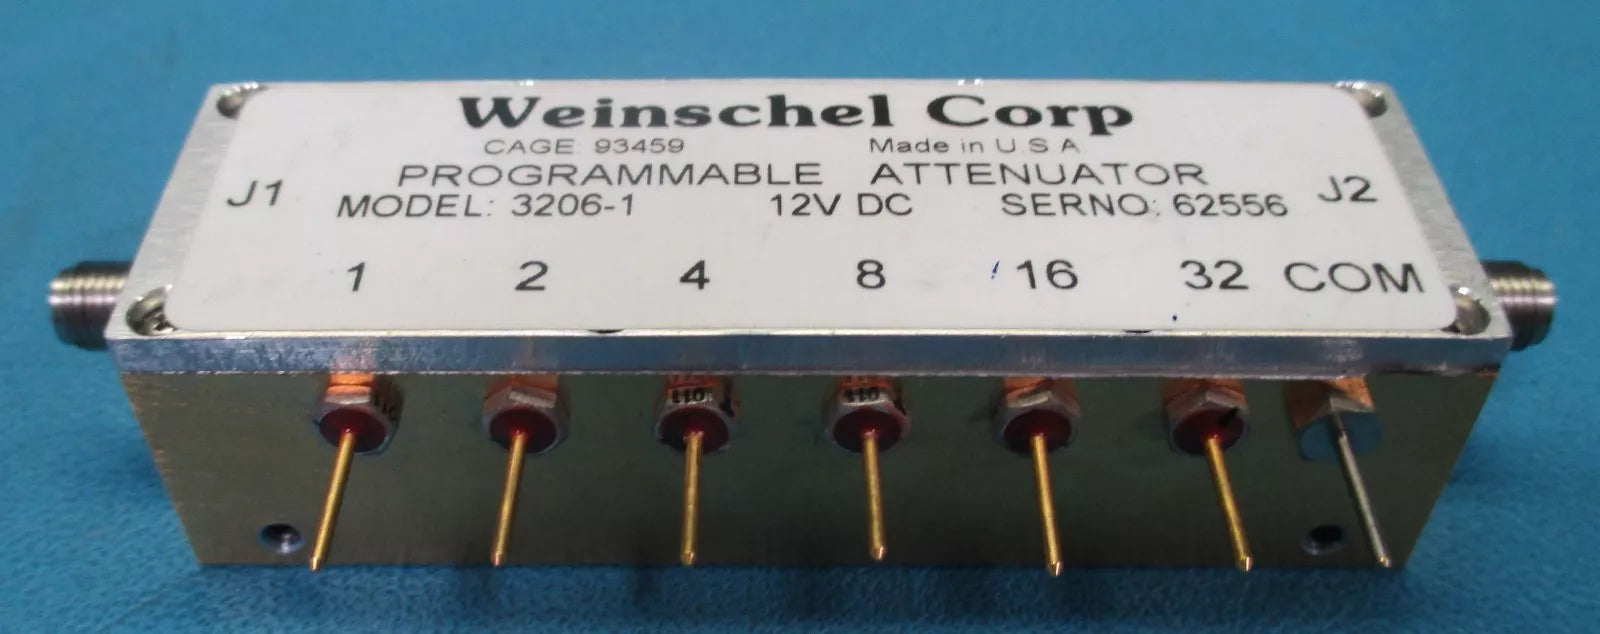 Weinschel Corp
CAGE: 93459 Made in U.S.A.
PROGRAMMABLE ATTENUATOR
J1 MODEL: 3206-1 12V DC SERNO: 62556 J2
1 2 4 8 16 32 COM